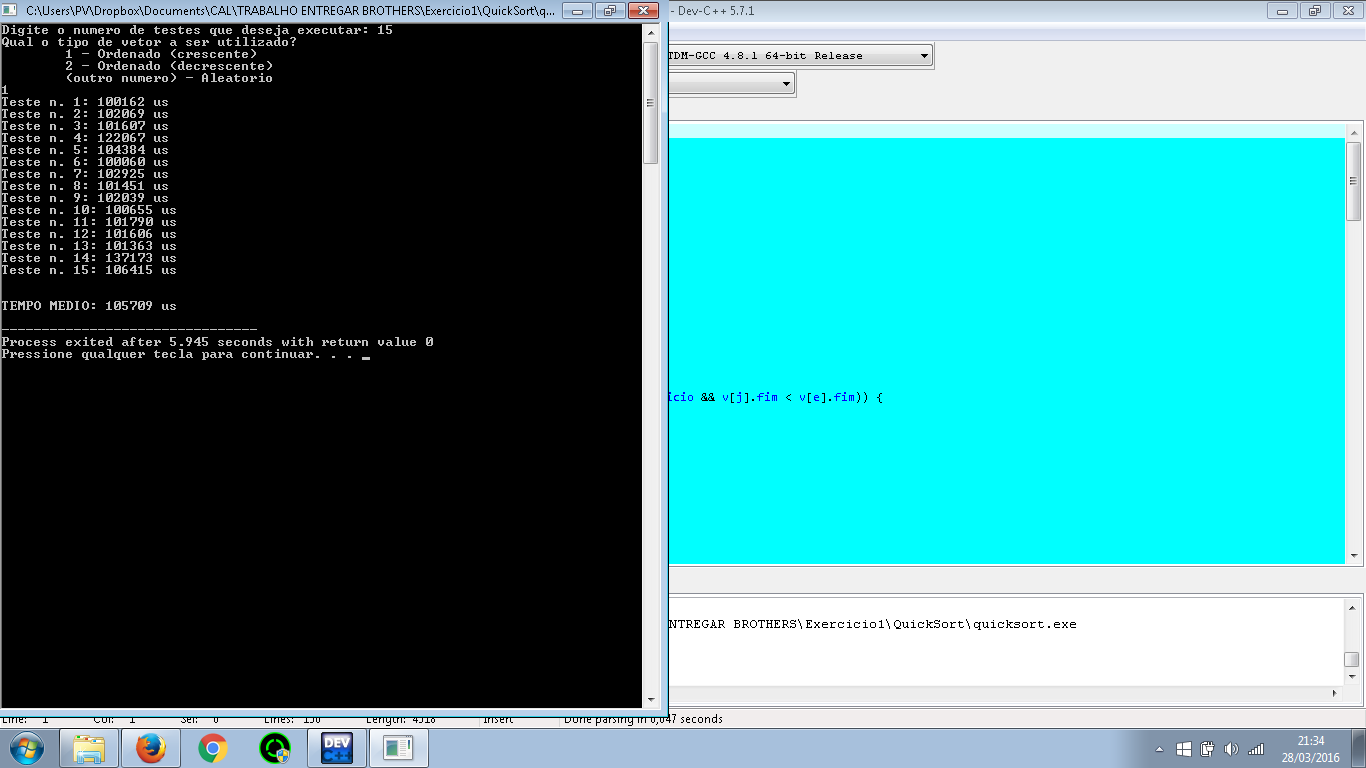 C:\Users\PV\Dropbox\Documents\CAL\TRABALHO ENTREGAR BROTHERS\Exercicio1\QuickSort\q...
- Dev-C++ 5.7.1
TDM-GCC 4.8.1 64-bit Release
Digite o numero de testes que deseja executar: 15
Qual o tipo de vetor a ser utilizado?
1 - Ordenado (crescente)
2 - Ordenado (decrescente)
(outro numero) - Aleatorio
1
Teste n. 1: 100162 us
Teste n. 2: 102069 us
Teste n. 3: 101607 us
Teste n. 4: 122067 us
Teste n. 5: 104384 us
Teste n. 6: 100060 us
Teste n. 7: 102925 us
Teste n. 8: 101451 us
Teste n. 9: 102039 us
Teste n. 10: 100655 us
Teste n. 11: 101790 us
Teste n. 12: 101606 us
Teste n. 13: 101363 us
Teste n. 14: 137173 us
Teste n. 15: 106415 us
TEMPO MEDIO: 105709 us
--------------------------------
Process exited after 5.945 seconds with return value 0
Pressione qualquer tecla para continuar. . . _
icio && v[j].fim < v[e].fim)) {
NTREGAR BROTHERS\Exercicio1\QuickSort\quicksort.exe
Line: 1 Col: 1 Sel: 0 Lines: 150 Length: 4318 Insert Done parsing in 0,047 seconds
DEV
C++
21:34
28/03/2016